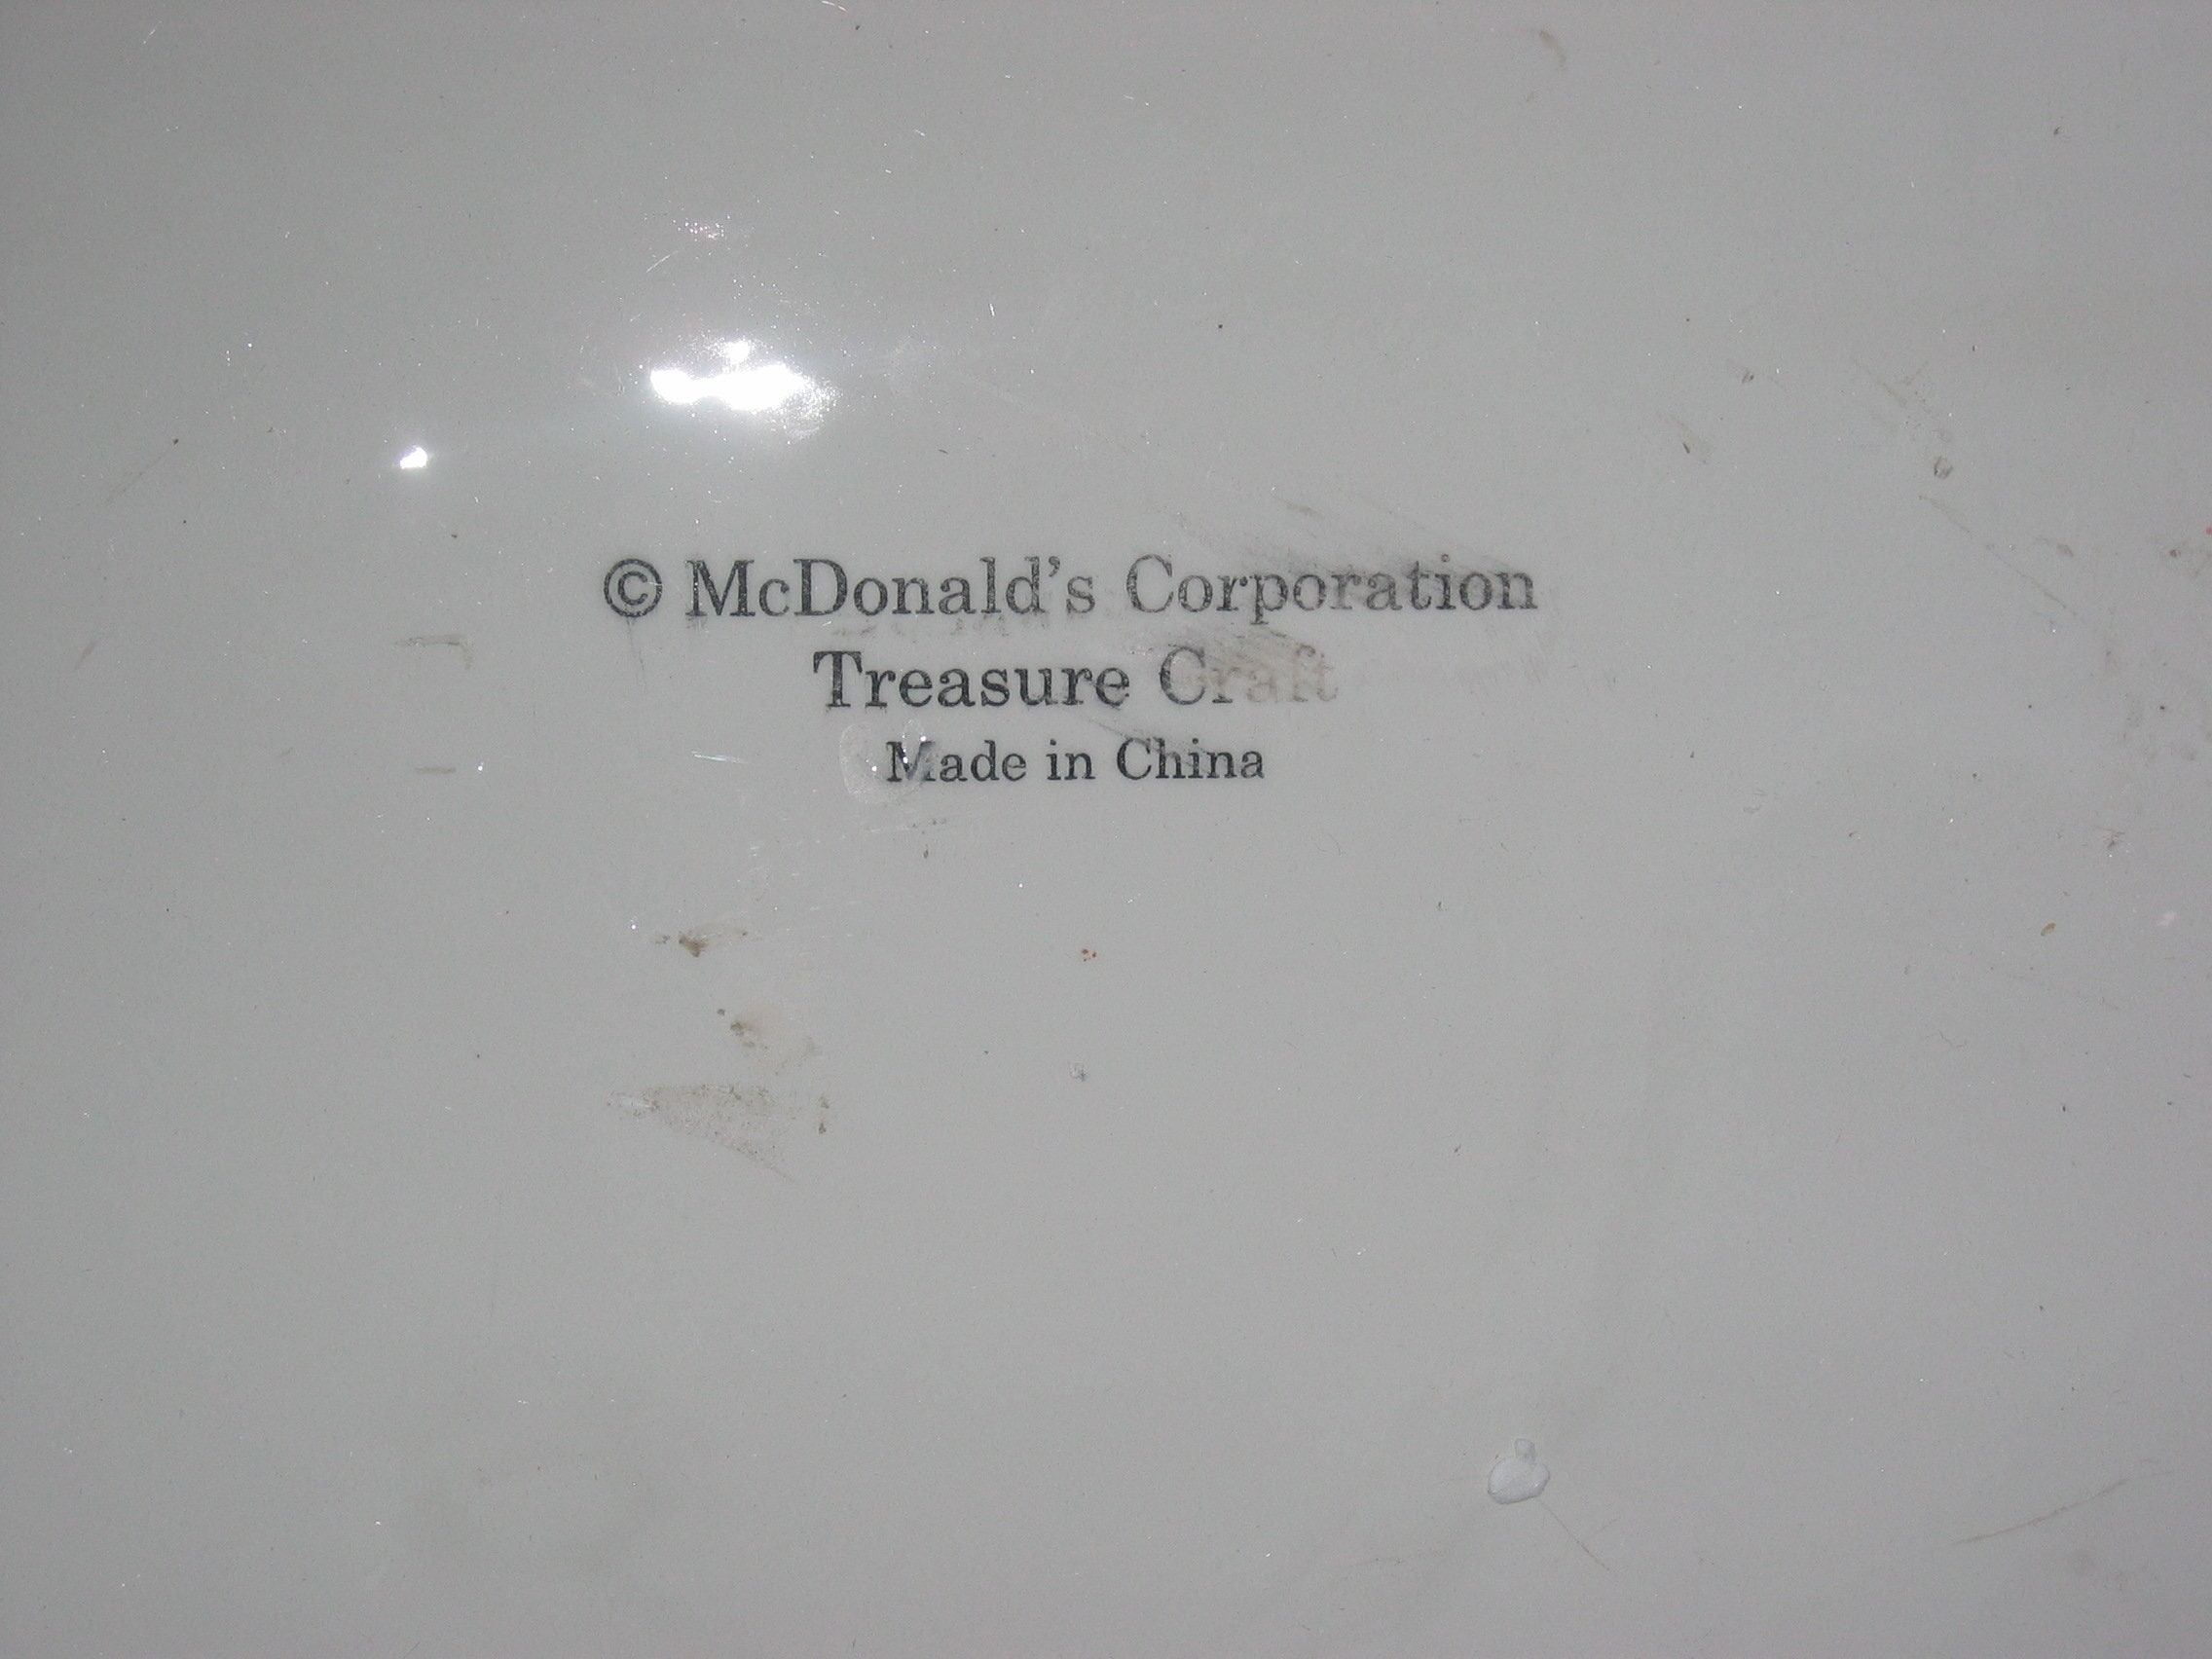 © McDonald's Corporation
Treasure Craft
Made in China